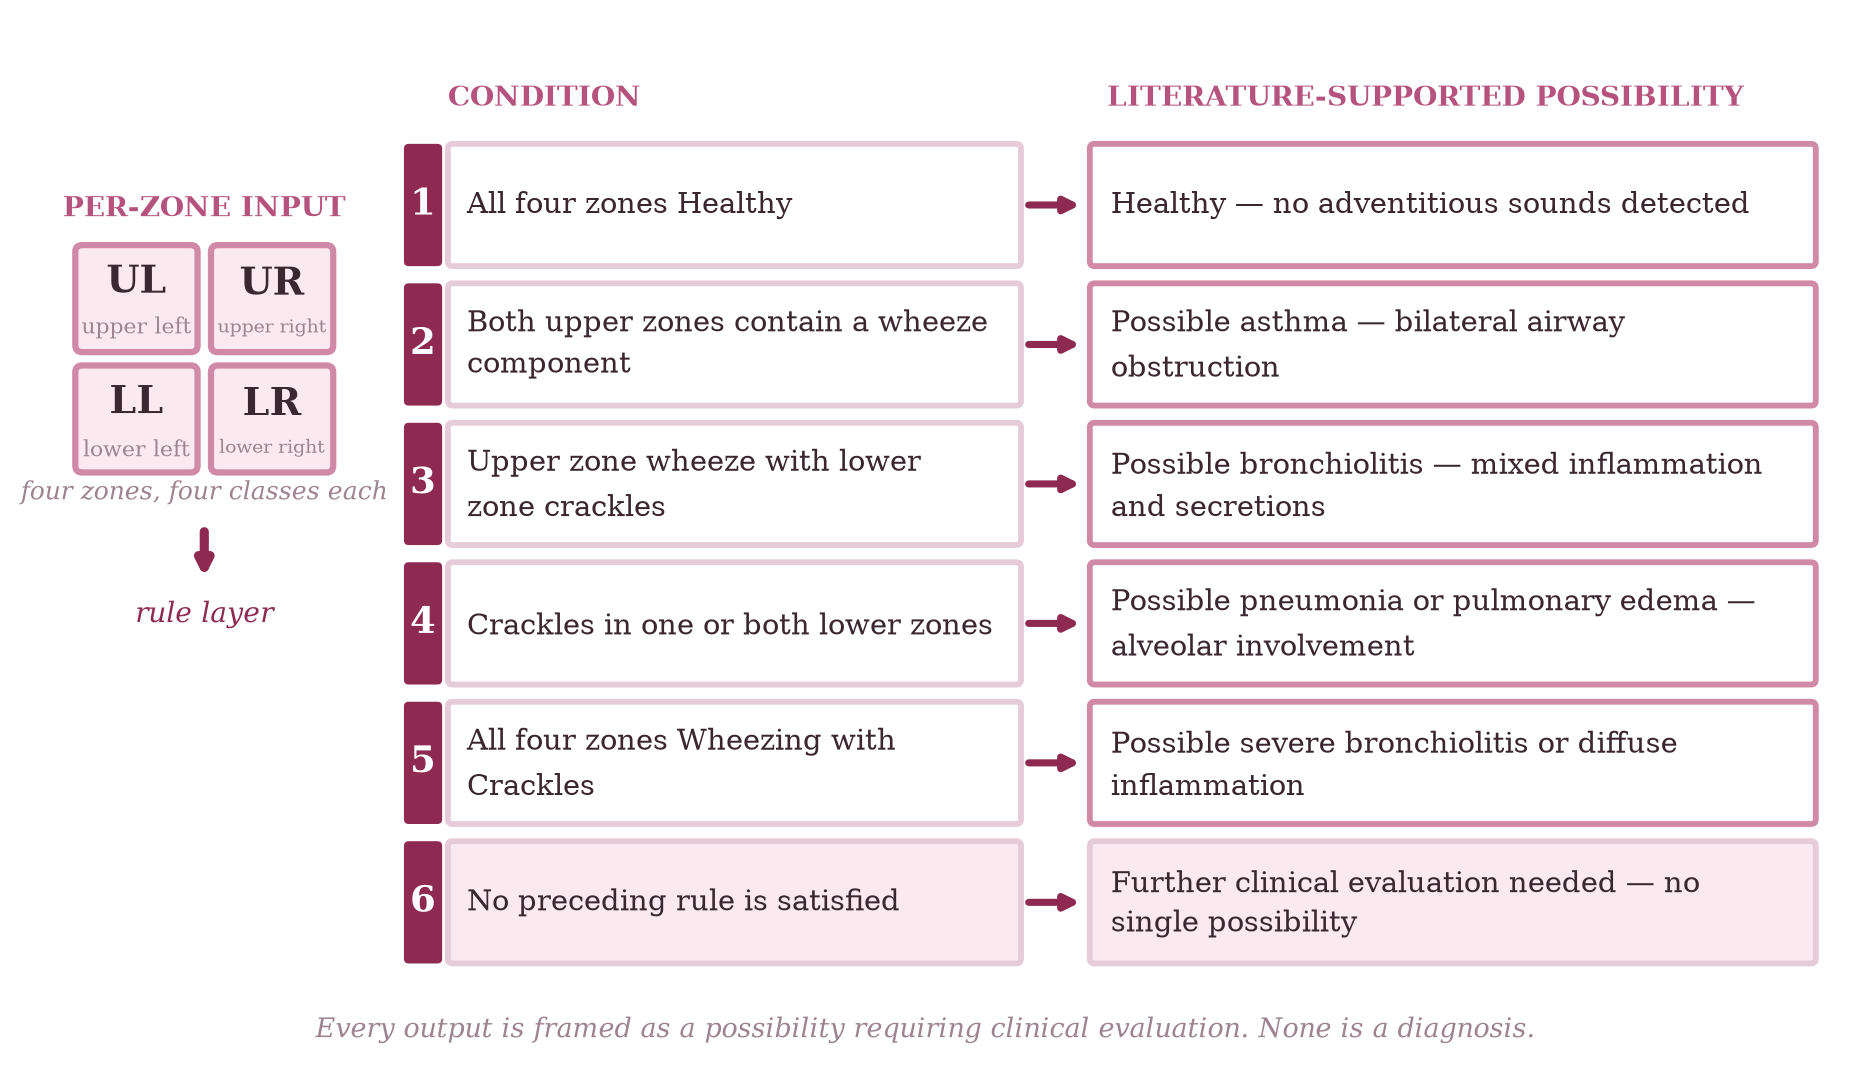 PER-ZONE INPUT
UL
upper left
UR
upper right
LL
lower left
LR
lower right
four zones, four classes each
rule layer
CONDITION
LITERATURE-SUPPORTED POSSIBILITY
1
All four zones Healthy
Healthy — no adventitious sounds detected
2
Both upper zones contain a wheeze
component
Possible asthma — bilateral airway
obstruction
3
Upper zone wheeze with lower
zone crackles
Possible bronchiolitis — mixed inflammation
and secretions
4
Crackles in one or both lower zones
Possible pneumonia or pulmonary edema —
alveolar involvement
5
All four zones Wheezing with
Crackles
Possible severe bronchiolitis or diffuse
inflammation
6
No preceding rule is satisfied
Further clinical evaluation needed — no
single possibility
Every output is framed as a possibility requiring clinical evaluation. None is a diagnosis.